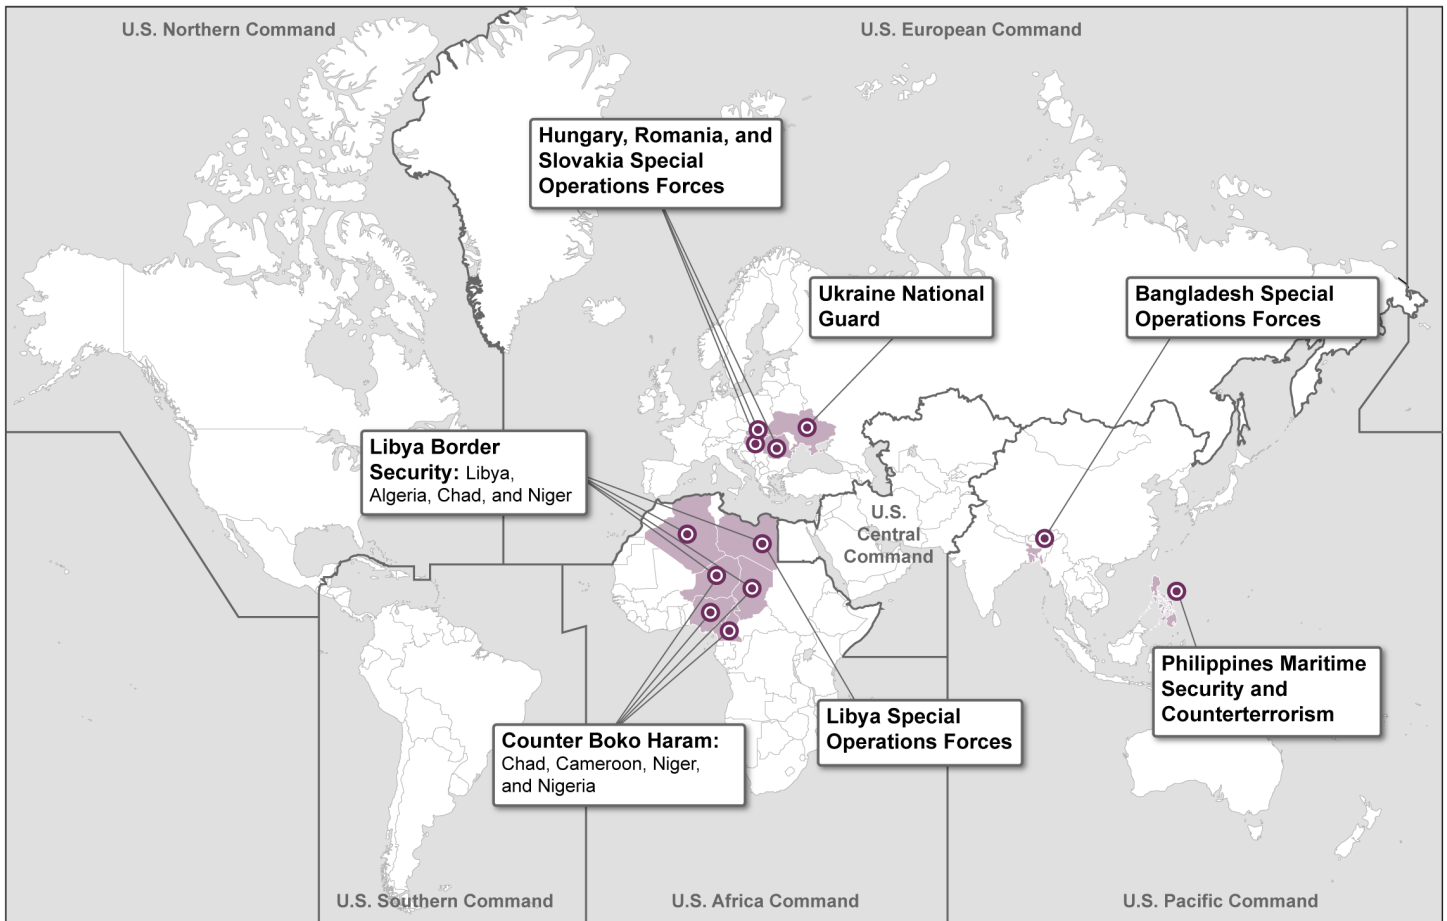 U.S. Northern Command
U.S. European Command
Hungary, Romania, and
Slovakia Special
Operations Forces
Ukraine National
Guard
Bangladesh Special
Operations Forces
Libya Border
Security: Libya,
Algeria, Chad, and Niger
U.S.
Central
Command
Philippines Maritime
Security and
Counterterrorism
Libya Special
Operations Forces
Counter Boko Haram:
Chad, Cameroon, Niger,
and Nigeria
U.S. Southern Command
U.S. Africa Command
U.S. Pacific Command